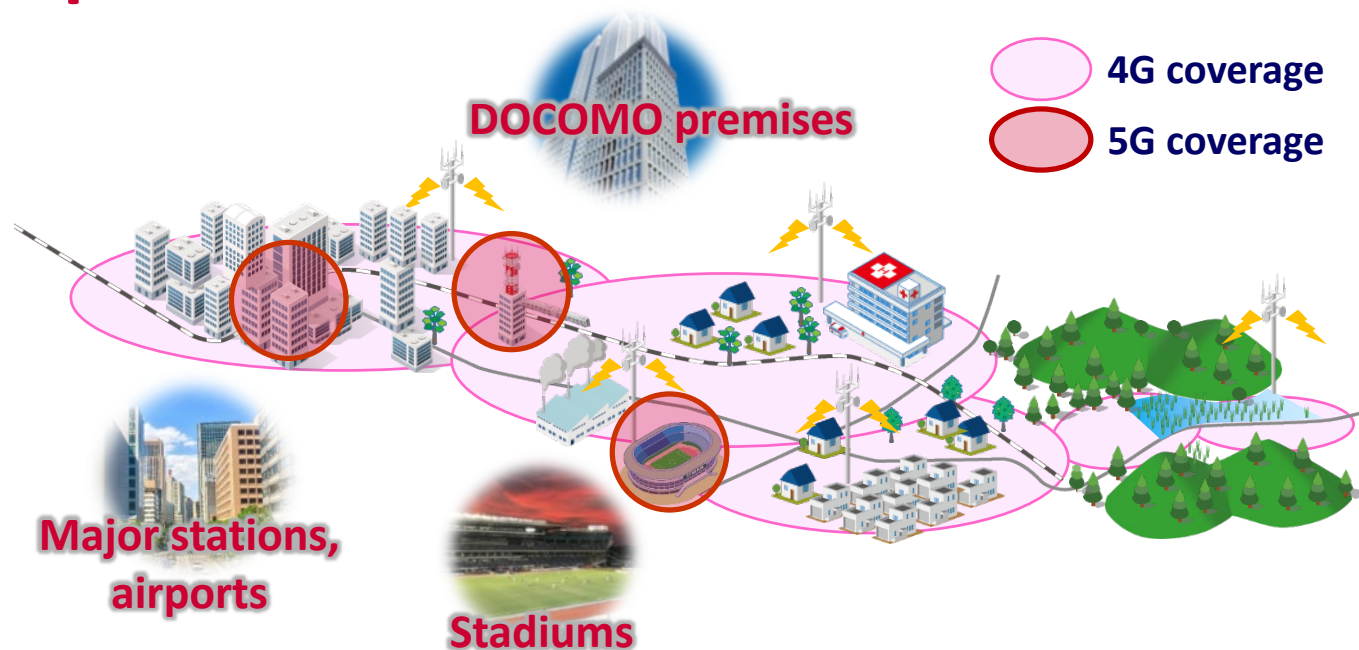 4G coverage
DOCOMO premises
5G coverage
Major stations,
airports
Stadiums